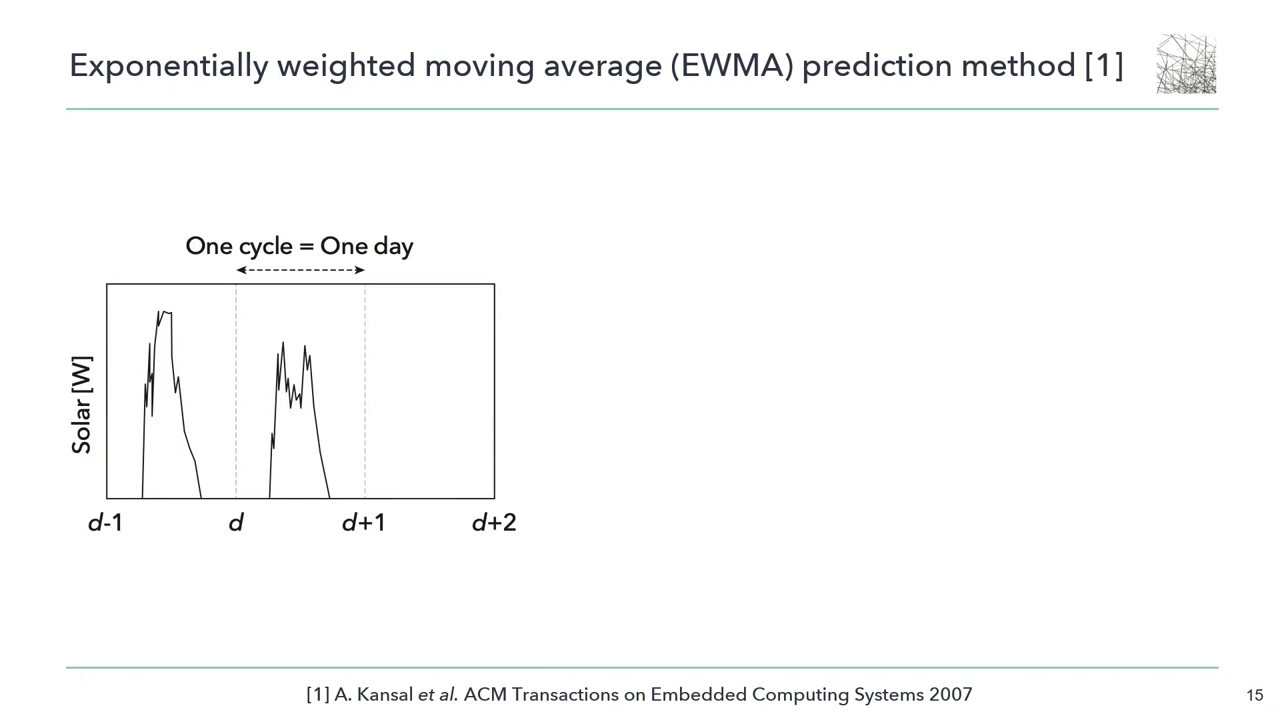 Exponentially weighted moving average (EWMA) prediction method [1]
One cycle = One day
Solar [W]
d-1 d d+1 d+2
[1] A. Kansal et al. ACM Transactions on Embedded Computing Systems 2007
15